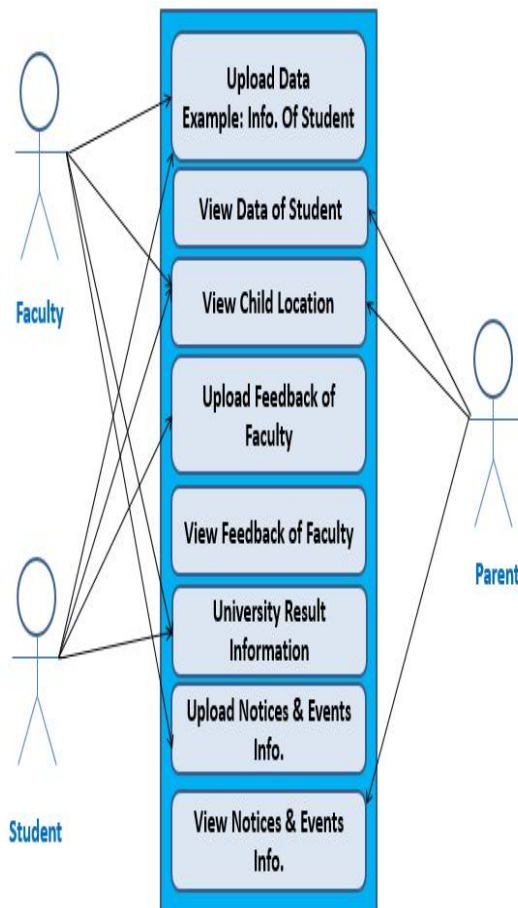 Upload Data
Example: Info. Of Student
View Data of Student
Faculty
View Child Location
Upload Feedback of
Faculty
View Feedback of Faculty
Parent
University Result
Information
Upload Notices & Events
Info.
Student
View Notices & Events
Info.